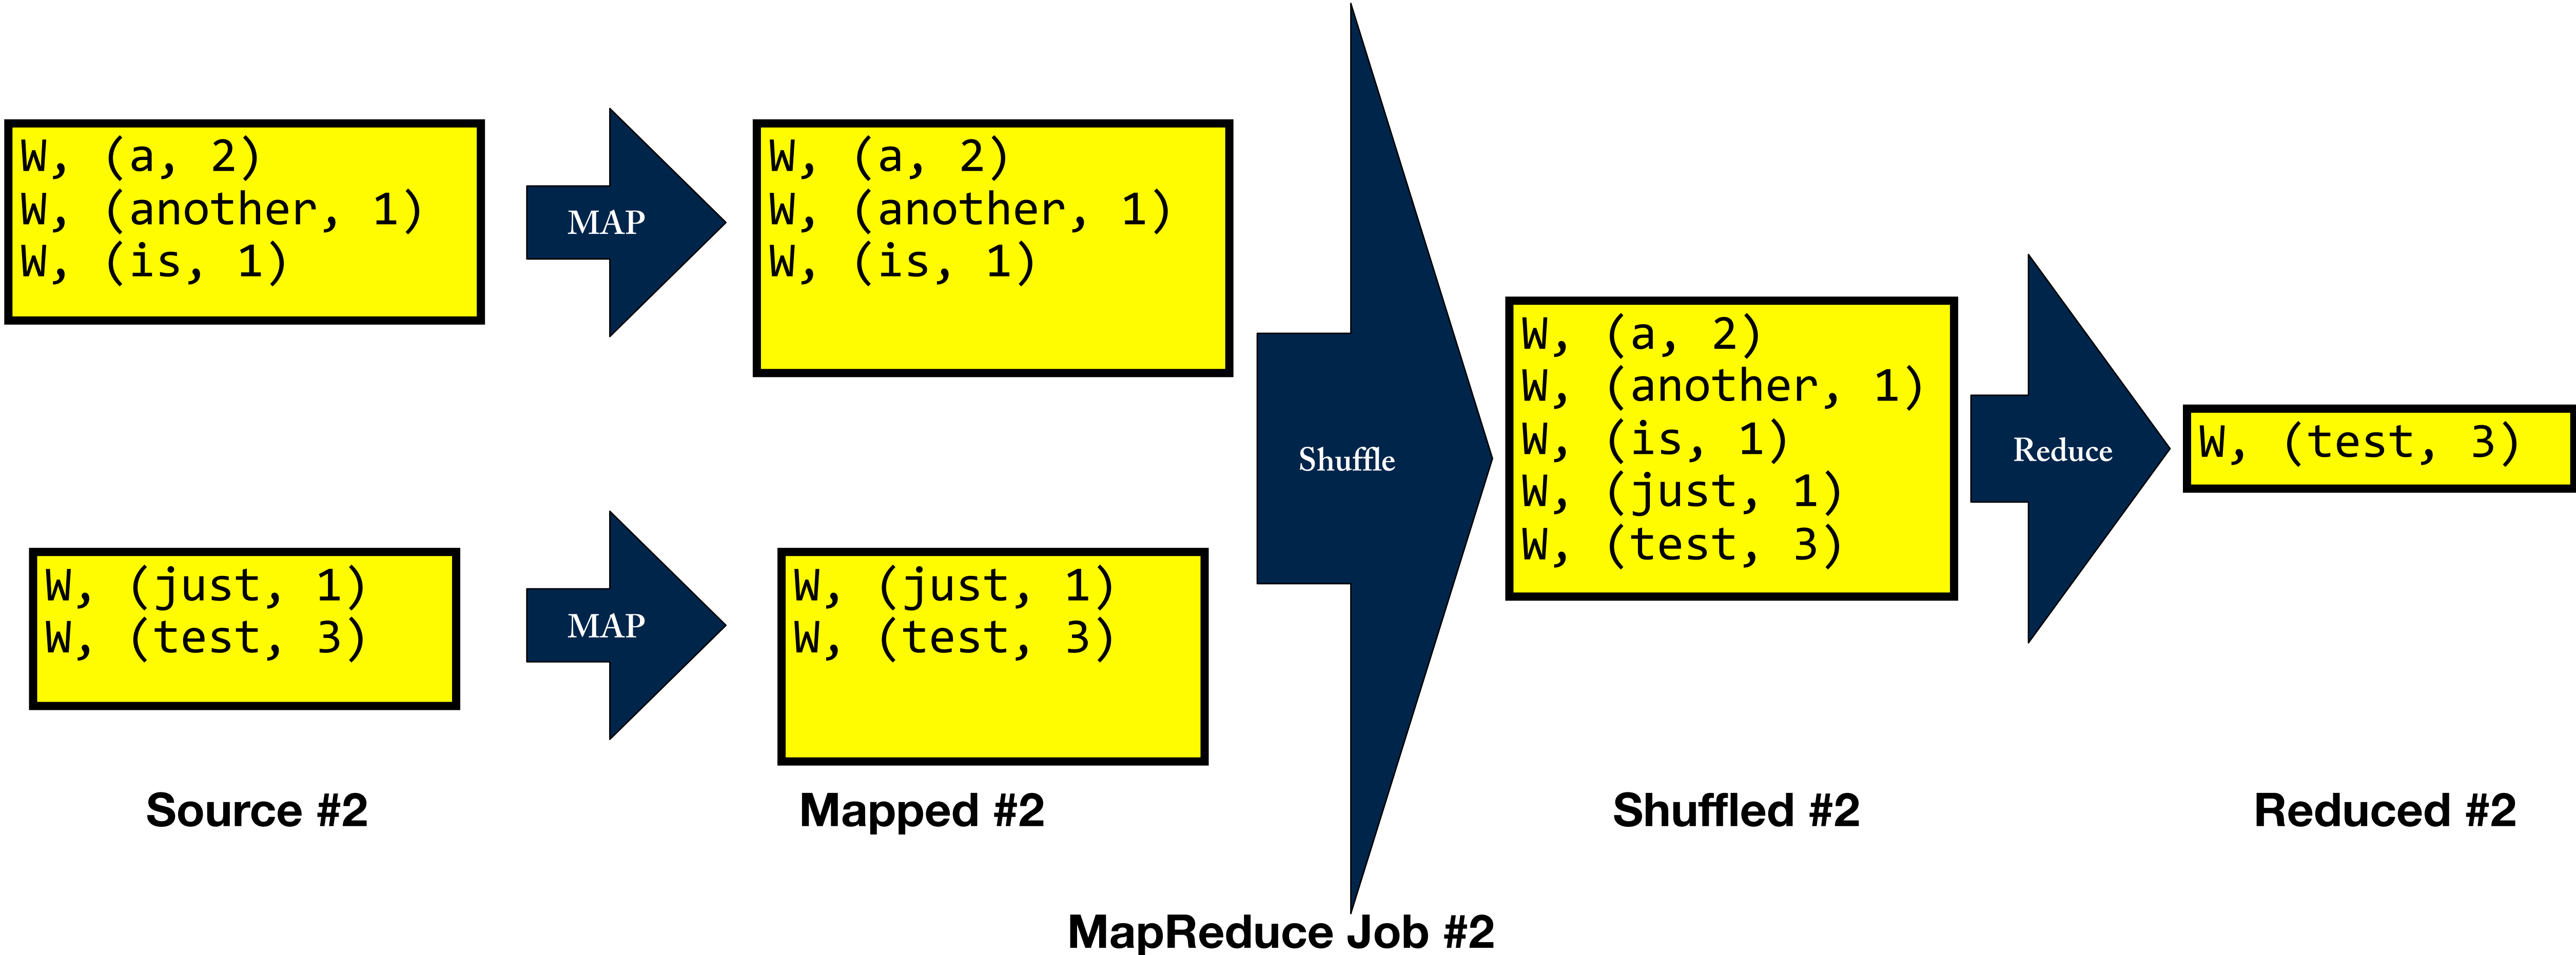 W, (a, 2)
W, (another, 1)
W, (is, 1)
MAP
W, (a, 2)
W, (another, 1)
W, (is, 1)
W, (just, 1)
W, (test, 3)
MAP
W, (just, 1)
W, (test, 3)
Shuffle
W, (a, 2)
W, (another, 1)
W, (is, 1)
W, (just, 1)
W, (test, 3)
Reduce
W, (test, 3)
Source #2
Mapped #2
Shuffled #2
Reduced #2
MapReduce Job #2